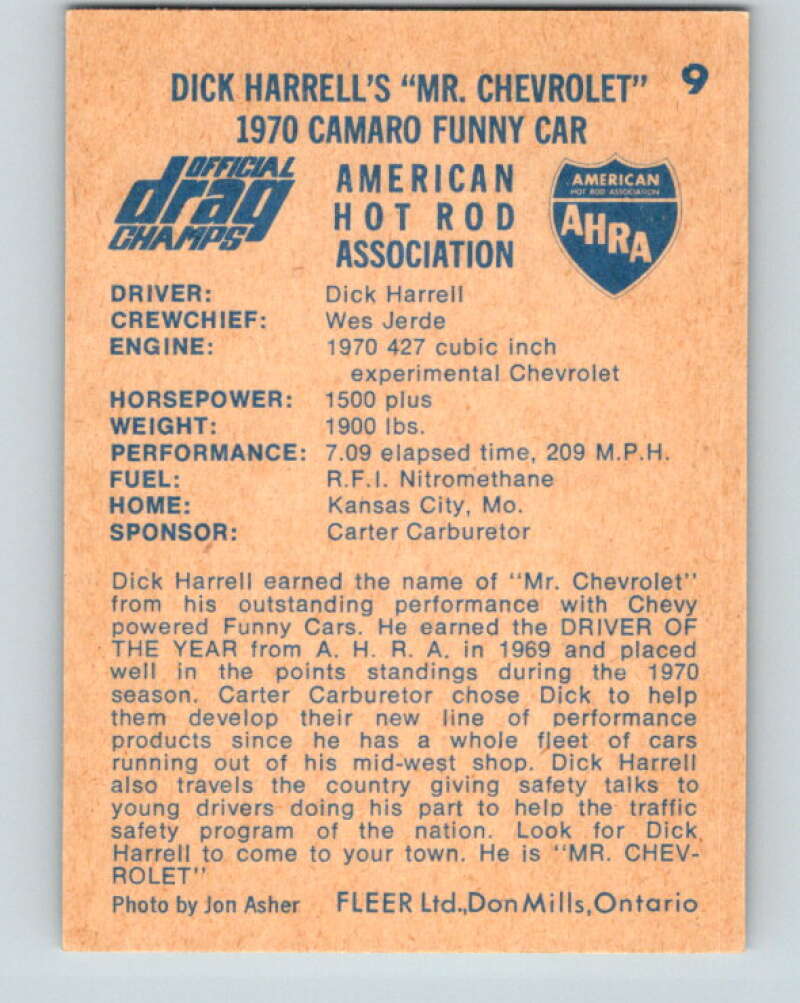 DICK HARRELL'S "MR. CHEVROLET" 9
1970 CAMARO FUNNY CAR
OFFICIAL
drag
CHAMPS
AMERICAN
HOT ROD
ASSOCIATION
AMERICAN
HOT ROD ASSOCIATION
AHRA
DRIVER: Dick Harrell
CREWCHIEF: Wes Jerde
ENGINE: 1970 427 cubic inch
experimental Chevrolet
HORSEPOWER: 1500 plus
WEIGHT: 1900 lbs.
PERFORMANCE: 7.09 elapsed time, 209 M.P.H.
FUEL: R.F.I. Nitromethane
HOME: Kansas City, Mo.
SPONSOR: Carter Carburetor
Dick Harrell earned the name of "Mr. Chevrolet"
from his outstanding performance with Chevy
powered Funny Cars. He earned the DRIVER OF
THE YEAR from A. H. R. A. in 1969 and placed
well in the points standings during the 1970
season. Carter Carburetor chose Dick to help
them develop their new line of performance
products since he has a whole fleet of cars
running out of his mid-west shop. Dick Harrell
also travels the country giving safety talks to
young drivers doing his part to help the traffic
safety program of the nation. Look for Dick
Harrell to come to your town. He is "MR. CHEV-
ROLET"
Photo by Jon Asher FLEER Ltd., Don Mills, Ontario